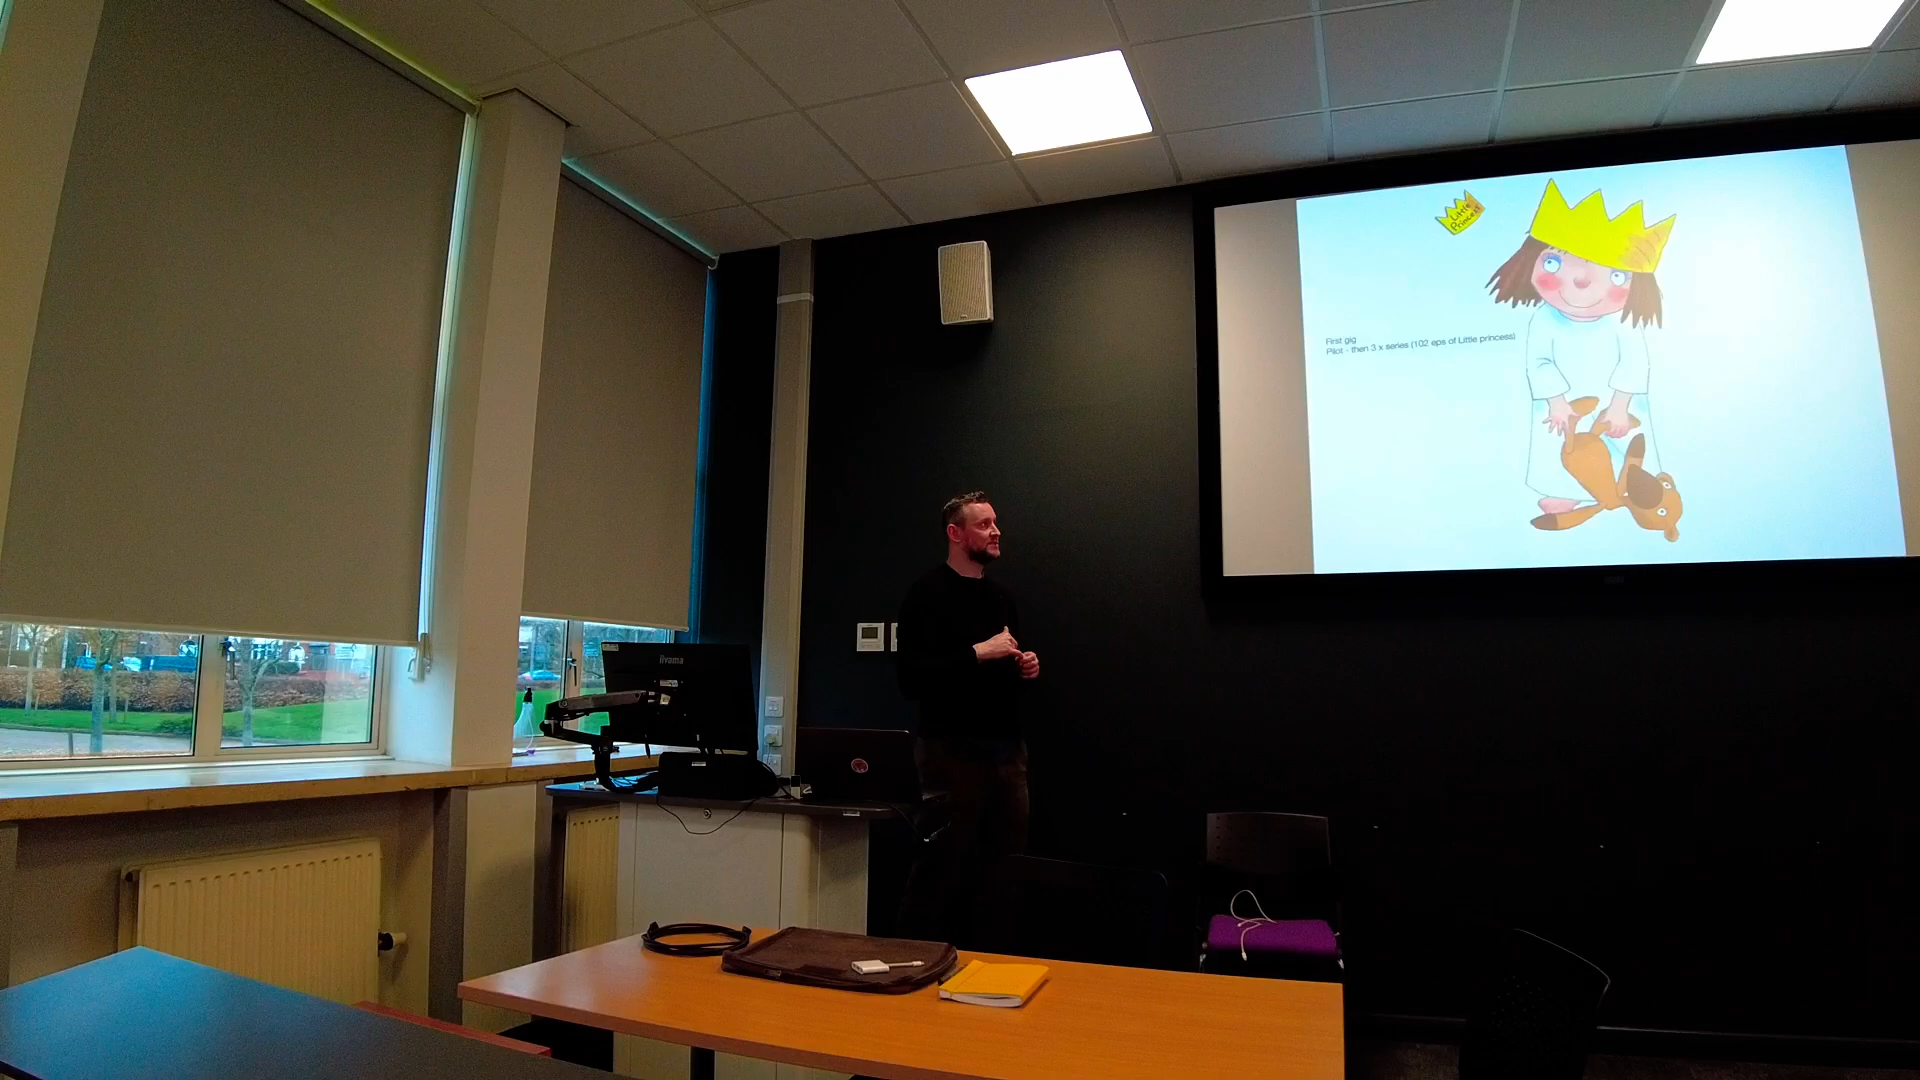 Little
Princess
First gig
Pilot - then 3 x series (102 eps of Little princess)
iiyama